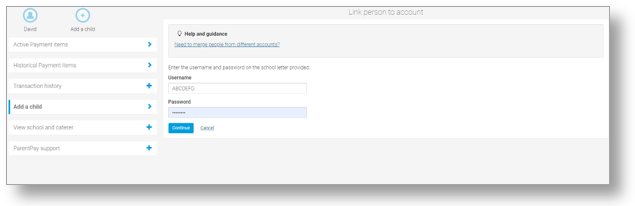 Link person to account
David
Add a child
Active Payment items
Historical Payment items
Transaction history
Add a child
View school and caterer
ParentPay support
Help and guidance
Need to merge people from different accounts?
Enter the username and password on the school letter provided.
Username
ABCDEFG
Password
••••••••
Continue
Cancel